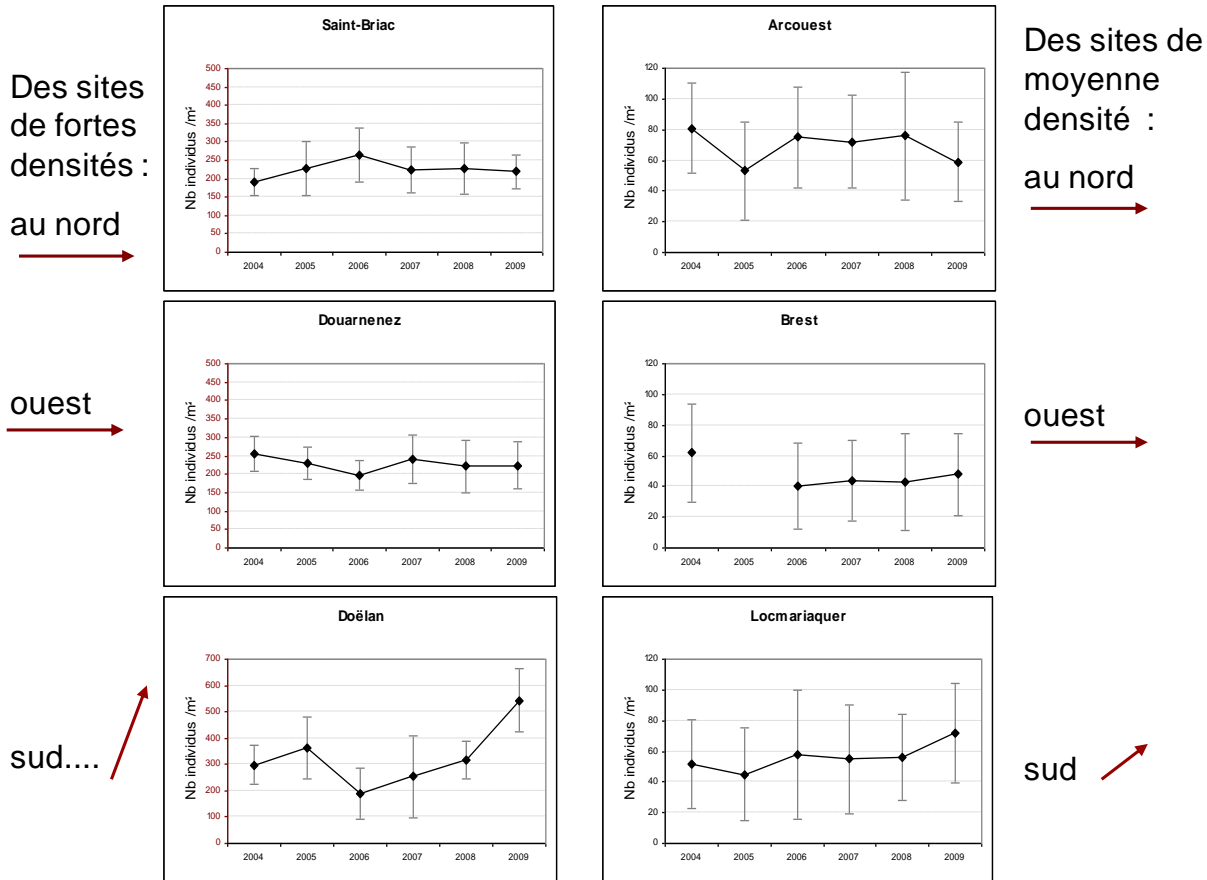 Des sites
de fortes
densités :
au nord
ouest
sud....
Saint-Briac
Nb individus /m²
500
450
400
350
300
250
200
150
100
50
0
2004 2005 2006 2007 2008 2009
Arcouest
120
100
80
60
40
20
0
2004 2005 2006 2007 2008 2009
Douarnenez
Nb individus /m²
500
450
400
350
300
250
200
150
100
50
0
2004 2005 2006 2007 2008 2009
Brest
Nb individus /m²
120
100
80
60
40
20
0
2004 2005 2006 2007 2008 2009
Doëlan
Nb individus /m²
700
600
500
400
300
200
100
0
2004 2005 2006 2007 2008 2009
Locmariaquer
Nb individus /m²
120
100
80
60
40
20
0
2004 2005 2006 2007 2008 2009
Des sites de
moyenne
densité :
au nord
ouest
sud